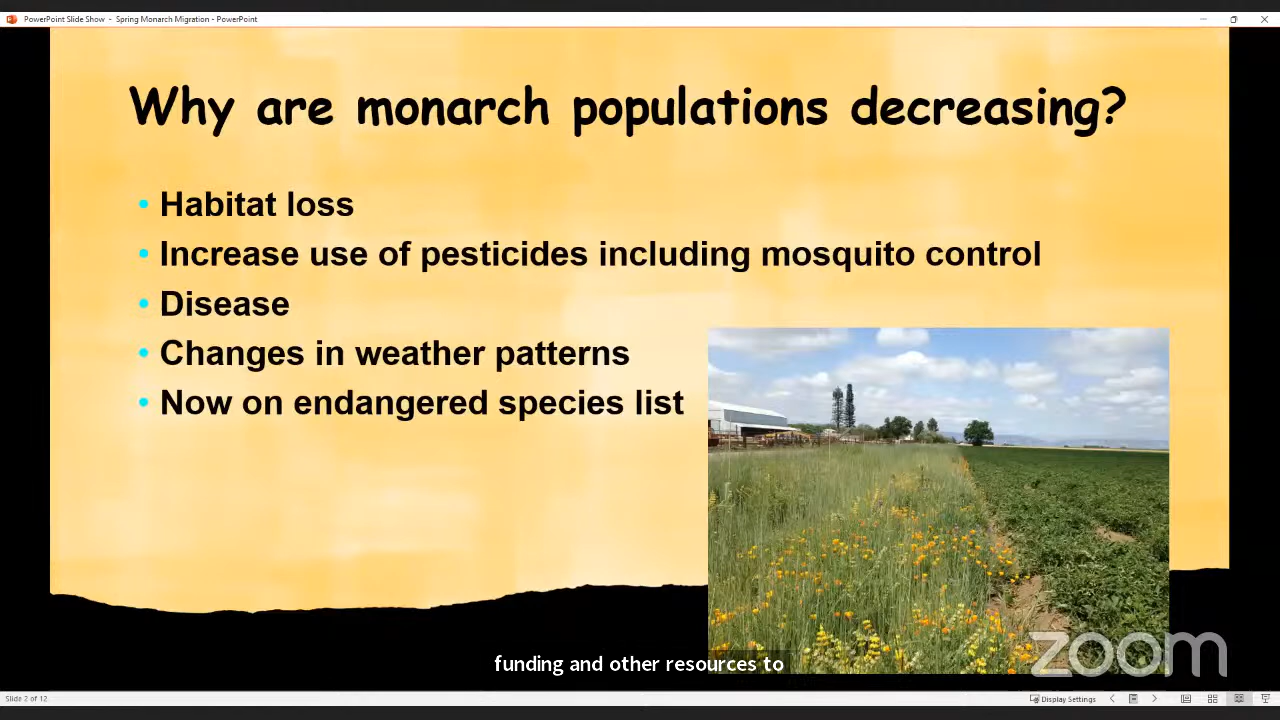 PowerPoint Slide Show - Spring Monarch Migration - PowerPoint
Why are monarch populations decreasing?
• Habitat loss
• Increase use of pesticides including mosquito control
• Disease
• Changes in weather patterns
• Now on endangered species list
zoom
funding and other resources to
Slide 2 of 12
Display Settings